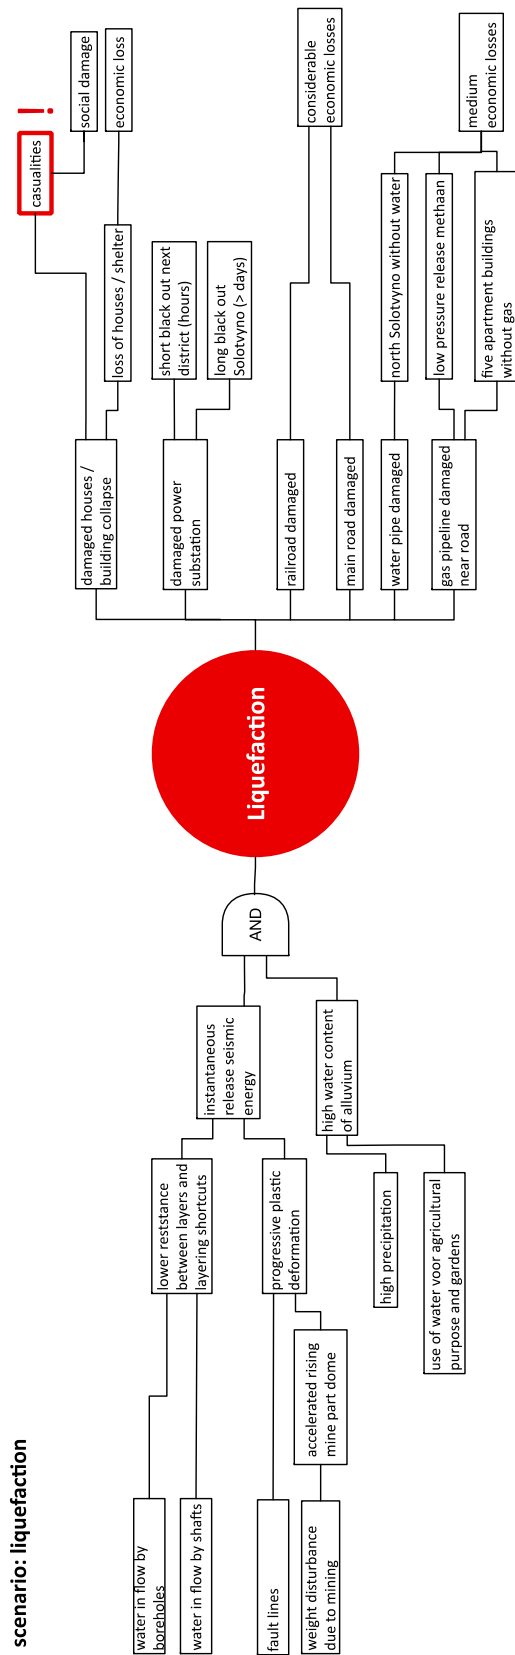 scenario: liquefaction
water in flow by
boreholes
water in flow by shafts
fault lines
weight disturbance
due to mining
accelerated rising
mine part dome
lower reststance
between layers and
layering shortcuts
progressive plastic
deformation
high precipitation
use of water voor agricultural
purpose and gardens
instantaneous
release seismic
energy
high water content
of alluvium
AND
Liquefaction
damaged houses /
building collapse
damaged power
substation
railroad damaged
main road damaged
water pipe damaged
gas pipeline damaged
near road
casualities
!
loss of houses / shelter
short black out next
district (hours)
long black out
Solotvyno (> days)
north Solotvyno without water
low pressure release methaan
five apartment buildings
without gas
social damage
economic loss
considerable
economic losses
medium
economic losses